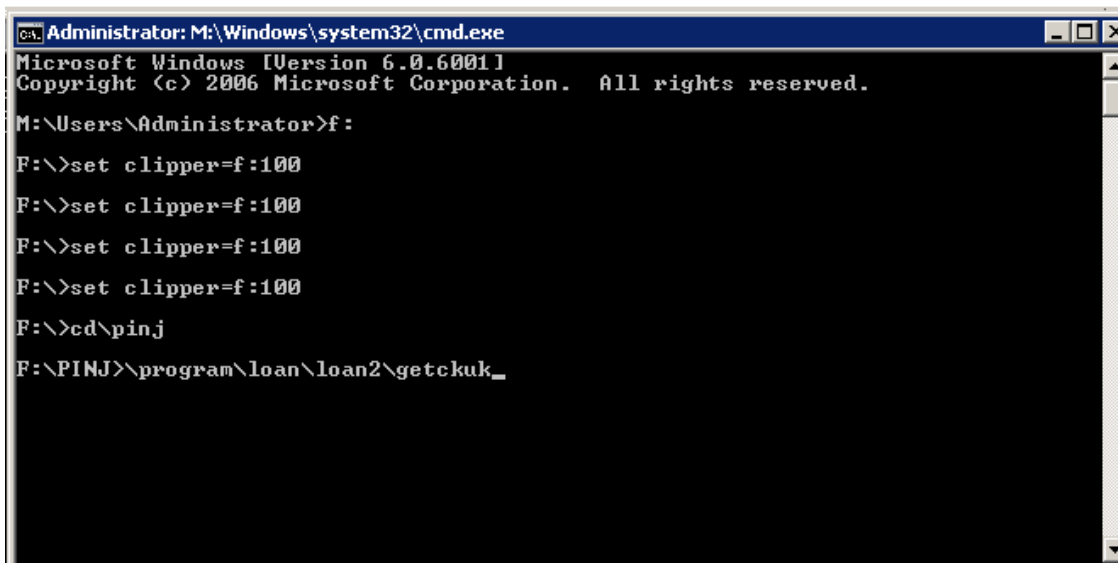 Administrator: M:\Windows\system32\cmd.exe
Microsoft Windows [Version 6.0.6001]
Copyright (c) 2006 Microsoft Corporation.  All rights reserved.
M:\Users\Administrator>f:
F:\>set clipper=f:100
F:\>set clipper=f:100
F:\>set clipper=f:100
F:\>set clipper=f:100
F:\>cd\pinj
F:\PINJ>\program\loan\loan2\getckuk_